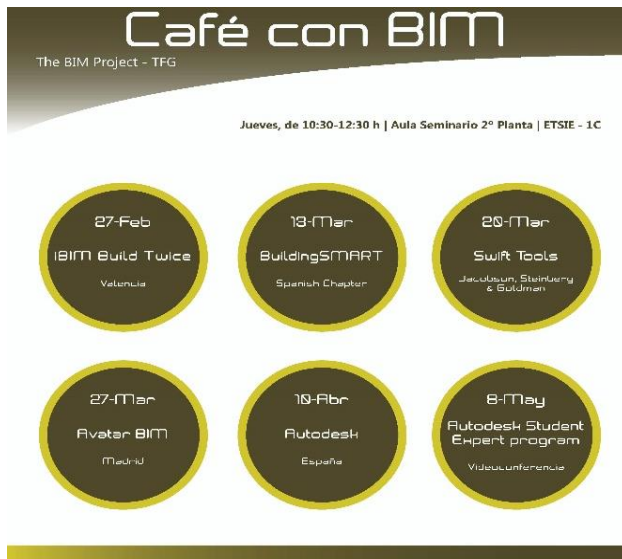 Café con BIM
The BIM Project - TFG
Jueves, de 10:30-12:30 h | Aula Seminario 2º Planta | ETSIE - 1C
27-Feb
iBIM Build Twice
Valencia
13-Mar
BuildingSMART
Spanish Chapter
20-Mar
Swift Tools
Jacobson, Steinberg
& Goldman
27-Mar
Avatar BIM
Madrid
10-Abr
Autodesk
España
8-May
Autodesk Student
Expert program
Videoconferencia